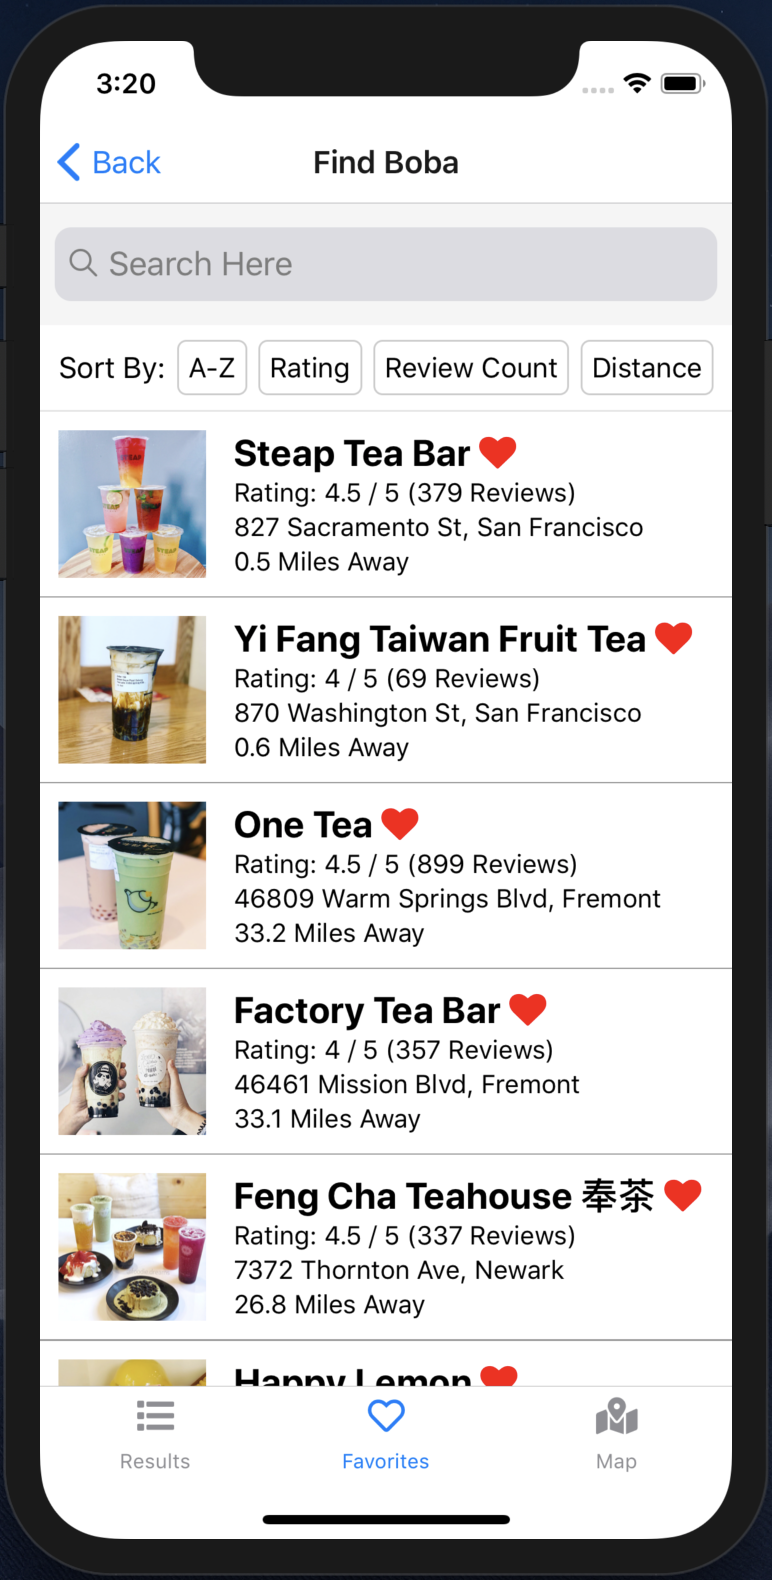 3:20
Back
Find Boba
Search Here
Sort By: A-Z Rating Review Count Distance
Steap Tea Bar
Rating: 4.5 / 5 (379 Reviews)
827 Sacramento St, San Francisco
0.5 Miles Away
Yi Fang Taiwan Fruit Tea
Rating: 4 / 5 (69 Reviews)
870 Washington St, San Francisco
0.6 Miles Away
One Tea
Rating: 4.5 / 5 (899 Reviews)
46809 Warm Springs Blvd, Fremont
33.2 Miles Away
Factory Tea Bar
Rating: 4 / 5 (357 Reviews)
46461 Mission Blvd, Fremont
33.1 Miles Away
Feng Cha Teahouse 奉茶
Rating: 4.5 / 5 (337 Reviews)
7372 Thornton Ave, Newark
26.8 Miles Away
Happy Lemon
Results
Favorites
Map